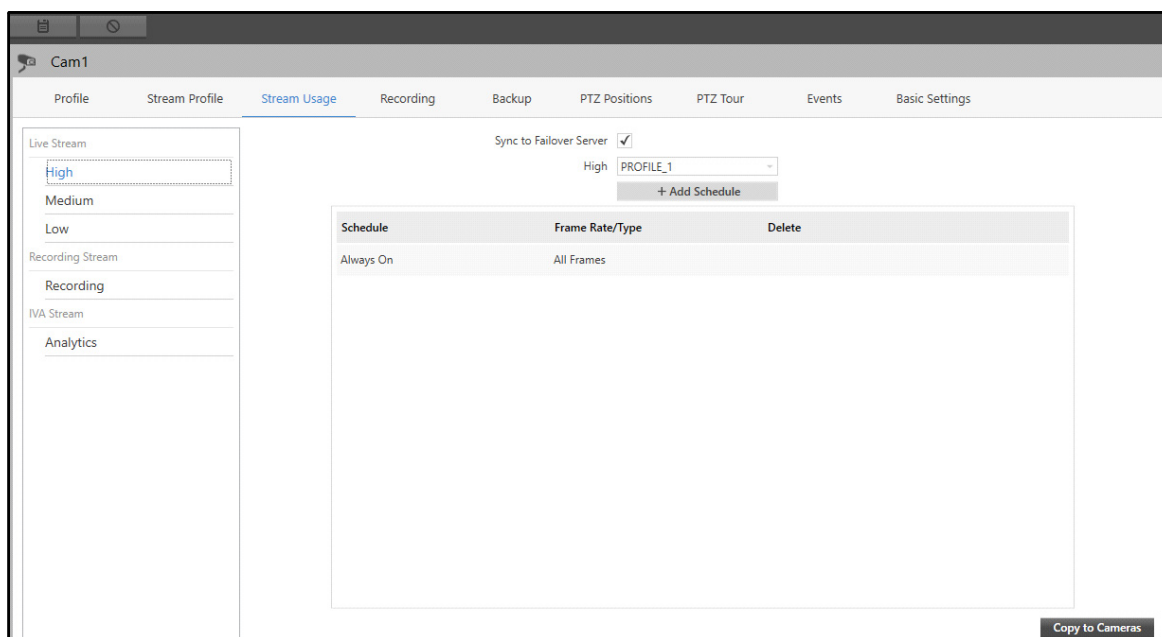 Cam1
Profile Stream Profile Stream Usage Recording Backup PTZ Positions PTZ Tour Events Basic Settings
Live Stream
High
Medium
Low
Recording Stream
Recording
IVA Stream
Analytics
Sync to Failover Server
High PROFILE_1
+ Add Schedule
Schedule Frame Rate/Type Delete
Always On All Frames
Copy to Cameras